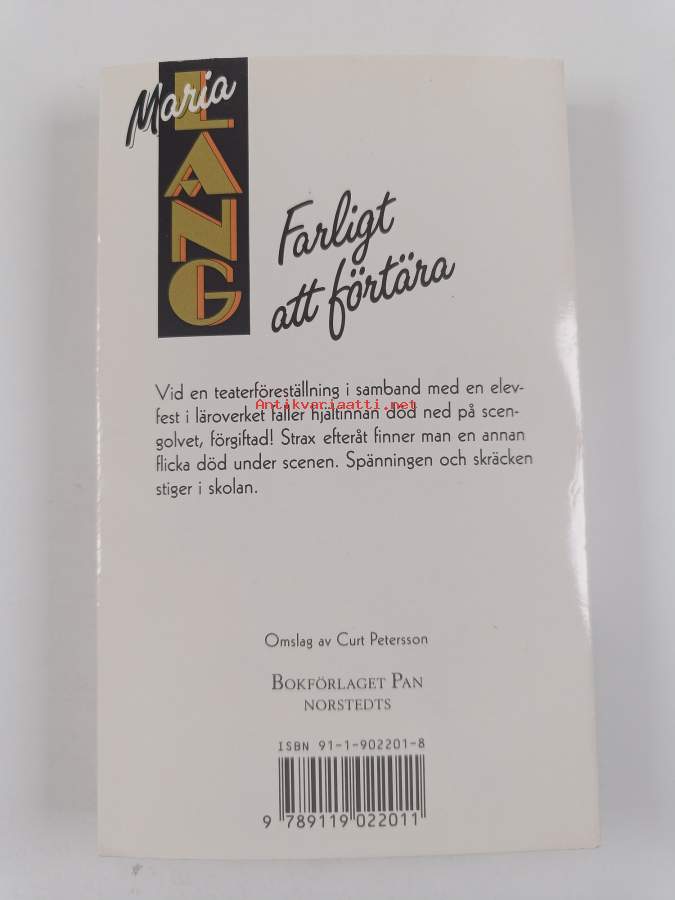 Maria
LANG
Farligt
att förtära
Vid en teaterföreställning i samband med en elev-
fest i läroverket faller hjältinnan död ned på scen-
Antikvariaatti.net
golvet, förgiftad! Strax efteråt finner man en annan
flicka död under scenen. Spänningen och skräcken
stiger i skolan.
Omslag av Curt Petersson
BOKFÖRLAGET PAN
NORSTEDTS
ISBN 91-1-902201-8
9 789119 022011